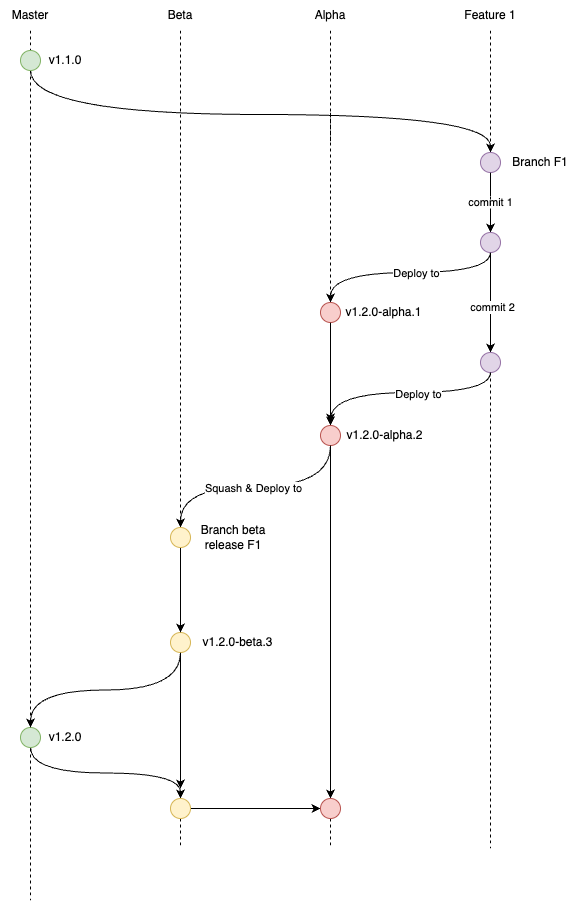 Master
Beta
Alpha
Feature 1
v1.1.0
Branch F1
commit 1
Deploy to
v1.2.0-alpha.1
commit 2
Deploy to
v1.2.0-alpha.2
Squash & Deploy to
Branch beta
release F1
v1.2.0-beta.3
v1.2.0